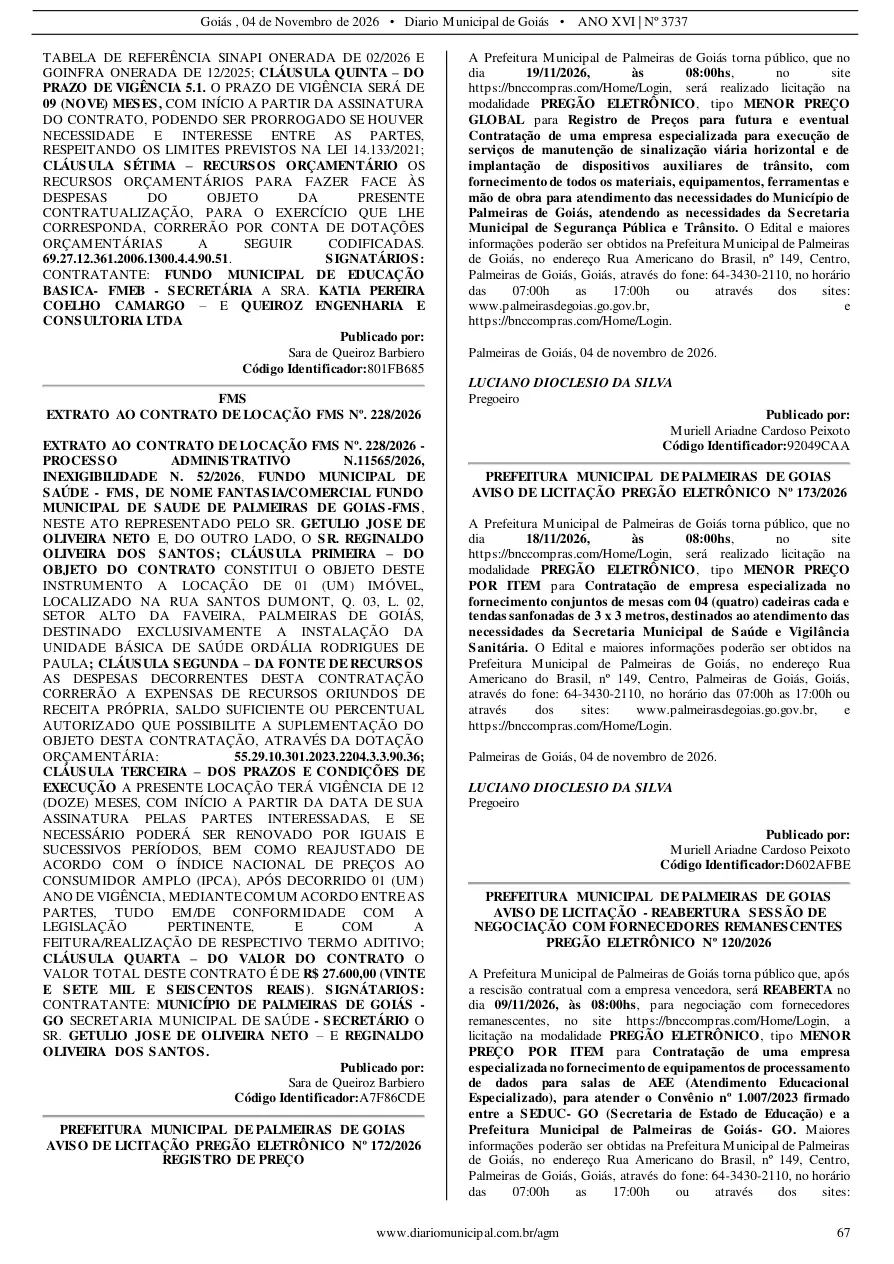 Goiás , 04 de Novembro de 2026 • Diario Municipal de Goiás • ANO XVI | Nº 3737
TABELA DE REFERÊNCIA SINAPI ONERADA DE 02/2026 E
GOINFRA ONERADA DE 12/2025; CLÁUSULA QUINTA – DO
PRAZO DE VIGÊNCIA 5.1. O PRAZO DE VIGÊNCIA SERÁ DE
09 (NOVE) MESES, COM INÍCIO A PARTIR DA ASSINATURA
DO CONTRATO, PODENDO SER PRORROGADO SE HOUVER
NECESSIDADE E INTERESSE ENTRE AS PARTES,
RESPEITANDO OS LIMITES PREVISTOS NA LEI 14.133/2021;
CLÁUSULA SÉTIMA – RECURSOS ORÇAMENTÁRIO OS
RECURSOS ORÇAMENTÁRIOS PARA FAZER FACE ÀS
DESPESAS DO OBJETO DA PRESENTE
CONTRATUALIZAÇÃO, PARA O EXERCÍCIO QUE LHE
CORRESPONDA, CORRERÃO POR CONTA DE DOTAÇÕES
ORÇAMENTÁRIAS A SEGUIR CODIFICADAS.
69.27.12.361.2006.1300.4.4.90.51. SIGNATÁRIOS:
CONTRATANTE: FUNDO MUNICIPAL DE EDUCAÇÃO
BASICA- FMEB - SECRETÁRIA A SRA. KATIA PEREIRA
COELHO CAMARGO – E QUEIROZ ENGENHARIA E
CONSULTORIA LTDA
Publicado por:
Sara de Queiroz Barbiero
Código Identificador:801FB685
FMS
EXTRATO AO CONTRATO DE LOCAÇÃO FMS Nº. 228/2026
EXTRATO AO CONTRATO DE LOCAÇÃO FMS Nº. 228/2026 -
PROCESSO ADMINISTRATIVO N.11565/2026,
INEXIGIBILIDADE N. 52/2026, FUNDO MUNICIPAL DE
SAÚDE - FMS, DE NOME FANTASIA/COMERCIAL FUNDO
MUNICIPAL DE SAUDE DE PALMEIRAS DE GOIAS-FMS,
NESTE ATO REPRESENTADO PELO SR. GETULIO JOSE DE
OLIVEIRA NETO E, DO OUTRO LADO, O SR. REGINALDO
OLIVEIRA DOS SANTOS; CLÁUSULA PRIMEIRA – DO
OBJETO DO CONTRATO CONSTITUI O OBJETO DESTE
INSTRUMENTO A LOCAÇÃO DE 01 (UM) IMÓVEL,
LOCALIZADO NA RUA SANTOS DUMONT, Q. 03, L. 02,
SETOR ALTO DA FAVEIRA, PALMEIRAS DE GOIÁS,
DESTINADO EXCLUSIVAMENTE A INSTALAÇÃO DA
UNIDADE BÁSICA DE SAÚDE ORDÁLIA RODRIGUES DE
PAULA; CLÁUSULA SEGUNDA – DA FONTE DE RECURSOS
AS DESPESAS DECORRENTES DESTA CONTRATAÇÃO
CORRERÃO A EXPENSAS DE RECURSOS ORIUNDOS DE
RECEITA PRÓPRIA, SALDO SUFICIENTE OU PERCENTUAL
AUTORIZADO QUE POSSIBILITE A SUPLEMENTAÇÃO DO
OBJETO DESTA CONTRATAÇÃO, ATRAVÉS DA DOTAÇÃO
ORÇAMENTÁRIA: 55.29.10.301.2023.2204.3.3.90.36;
CLÁUSULA TERCEIRA – DOS PRAZOS E CONDIÇÕES DE
EXECUÇÃO A PRESENTE LOCAÇÃO TERÁ VIGÊNCIA DE 12
(DOZE) MESES, COM INÍCIO A PARTIR DA DATA DE SUA
ASSINATURA PELAS PARTES INTERESSADAS, E SE
NECESSÁRIO PODERÁ SER RENOVADO POR IGUAIS E
SUCESSIVOS PERÍODOS, BEM COMO REAJUSTADO DE
ACORDO COM O ÍNDICE NACIONAL DE PREÇOS AO
CONSUMIDOR AMPLO (IPCA), APÓS DECORRIDO 01 (UM)
ANO DE VIGÊNCIA, MEDIANTE COMUM ACORDO ENTRE AS
PARTES, TUDO EM/DE CONFORMIDADE COM A
LEGISLAÇÃO PERTINENTE, E COM A
FEITURA/REALIZAÇÃO DE RESPECTIVO TERMO ADITIVO;
CLÁUSULA QUARTA – DO VALOR DO CONTRATO O
VALOR TOTAL DESTE CONTRATO É DE R$ 27.600,00 (VINTE
E SETE MIL E SEISCENTOS REAIS). SIGNÁTARIOS:
CONTRATANTE: MUNICÍPIO DE PALMEIRAS DE GOIÁS -
GO SECRETARIA MUNICIPAL DE SAÚDE - SECRETÁRIO O
SR. GETULIO JOSE DE OLIVEIRA NETO – E REGINALDO
OLIVEIRA DOS SANTOS.
Publicado por:
Sara de Queiroz Barbiero
Código Identificador:A7F86CDE
PREFEITURA MUNICIPAL DE PALMEIRAS DE GOIAS
AVISO DE LICITAÇÃO PREGÃO ELETRÔNICO Nº 172/2026
REGISTRO DE PREÇO
A Prefeitura Municipal de Palmeiras de Goiás torna público, que no
dia 19/11/2026, às 08:00hs, no site
https://bnccompras.com/Home/Login, será realizado licitação na
modalidade PREGÃO ELETRÔNICO, tipo MENOR PREÇO
GLOBAL para Registro de Preços para futura e eventual
Contratação de uma empresa especializada para execução de
serviços de manutenção de sinalização viária horizontal e de
implantação de dispositivos auxiliares de trânsito, com
fornecimento de todos os materiais, equipamentos, ferramentas e
mão de obra para atendimento das necessidades do Município de
Palmeiras de Goiás, atendendo as necessidades da Secretaria
Municipal de Segurança Pública e Trânsito. O Edital e maiores
informações poderão ser obtidos na Prefeitura Municipal de Palmeiras
de Goiás, no endereço Rua Americano do Brasil, nº 149, Centro,
Palmeiras de Goiás, Goiás, através do fone: 64-3430-2110, no horário
das 07:00h as 17:00h ou através dos sites:
www.palmeirasdegoias.go.gov.br, e
https://bnccompras.com/Home/Login.
Palmeiras de Goiás, 04 de novembro de 2026.
LUCIANO DIOCLESIO DA SILVA
Pregoeiro
Publicado por:
Muriell Ariadne Cardoso Peixoto
Código Identificador:92049CAA
PREFEITURA MUNICIPAL DE PALMEIRAS DE GOIAS
AVISO DE LICITAÇÃO PREGÃO ELETRÔNICO Nº 173/2026
A Prefeitura Municipal de Palmeiras de Goiás torna público, que no
dia 18/11/2026, às 08:00hs, no site
https://bnccompras.com/Home/Login, será realizado licitação na
modalidade PREGÃO ELETRÔNICO, tipo MENOR PREÇO
POR ITEM para Contratação de empresa especializada no
fornecimento conjuntos de mesas com 04 (quatro) cadeiras cada e
tendas sanfonadas de 3 x 3 metros, destinados ao atendimento das
necessidades da Secretaria Municipal de Saúde e Vigilância
Sanitária. O Edital e maiores informações poderão ser obtidos na
Prefeitura Municipal de Palmeiras de Goiás, no endereço Rua
Americano do Brasil, nº 149, Centro, Palmeiras de Goiás, Goiás,
através do fone: 64-3430-2110, no horário das 07:00h as 17:00h ou
através dos sites: www.palmeirasdegoias.go.gov.br, e
https://bnccompras.com/Home/Login.
Palmeiras de Goiás, 04 de novembro de 2026.
LUCIANO DIOCLESIO DA SILVA
Pregoeiro
Publicado por:
Muriell Ariadne Cardoso Peixoto
Código Identificador:D602AFBE
PREFEITURA MUNICIPAL DE PALMEIRAS DE GOIAS
AVISO DE LICITAÇÃO - REABERTURA SESSÃO DE
NEGOCIAÇÃO COM FORNECEDORES REMANESCENTES
PREGÃO ELETRÔNICO Nº 120/2026
A Prefeitura Municipal de Palmeiras de Goiás torna público que, após
a rescisão contratual com a empresa vencedora, será REABERTA no
dia 09/11/2026, às 08:00hs, para negociação com fornecedores
remanescentes, no site https://bnccompras.com/Home/Login, a
licitação na modalidade PREGÃO ELETRÔNICO, tipo MENOR
PREÇO POR ITEM para Contratação de uma empresa
especializada no fornecimento de equipamentos de processamento
de dados para salas de AEE (Atendimento Educacional
Especializado), para atender o Convênio nº 1.007/2023 firmado
entre a SEDUC- GO (Secretaria de Estado de Educação) e a
Prefeitura Municipal de Palmeiras de Goiás- GO. Maiores
informações poderão ser obtidas na Prefeitura Municipal de Palmeiras
de Goiás, no endereço Rua Americano do Brasil, nº 149, Centro,
Palmeiras de Goiás, Goiás, através do fone: 64-3430-2110, no horário
das 07:00h as 17:00h ou através dos sites:
www.diariomunicipal.com.br/agm 67